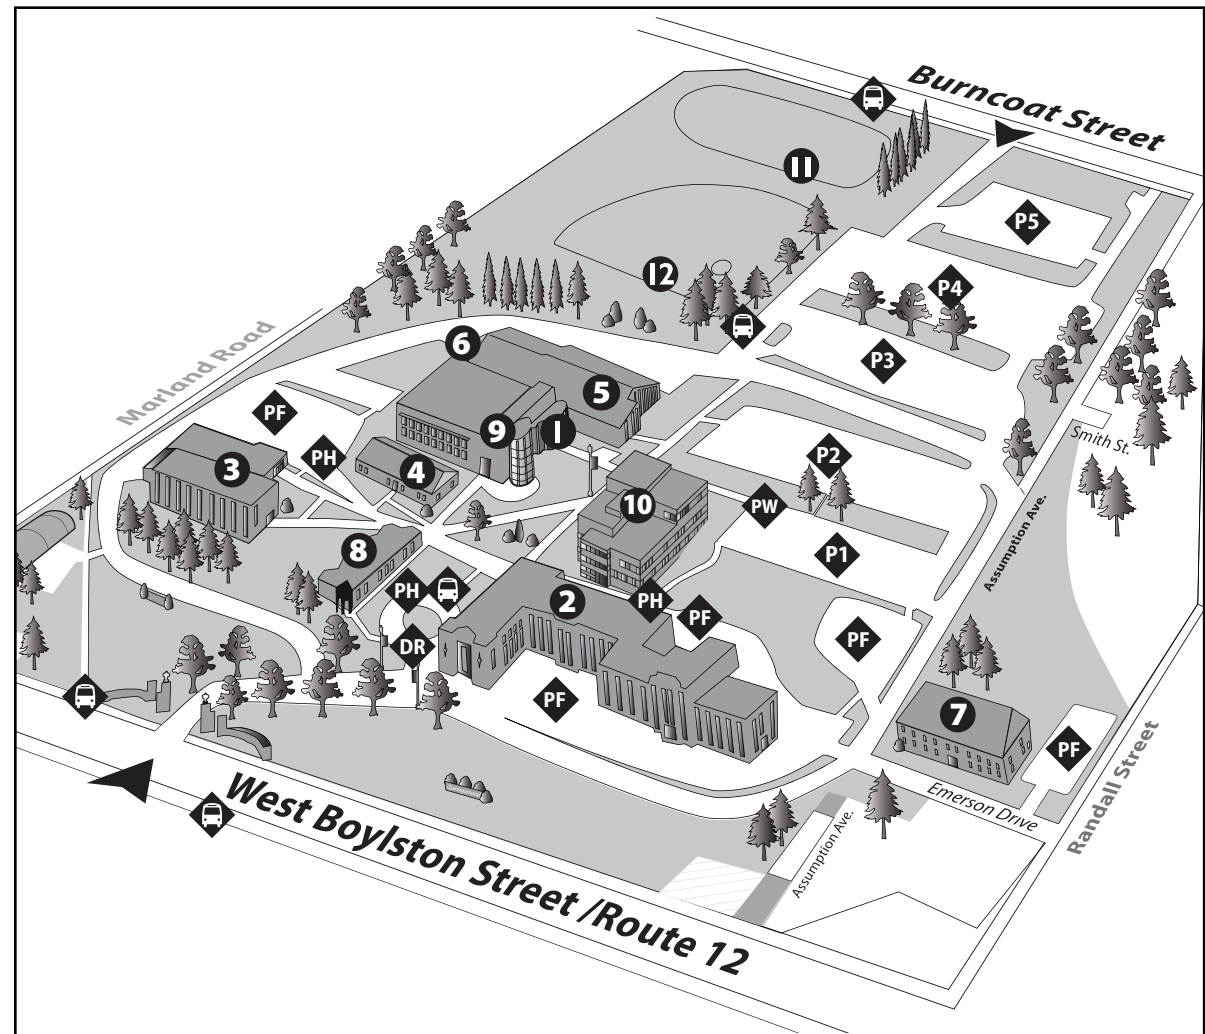 Burncoat Street
11
P5
12
P4
Marland Road
6
P3
5
PF
9
1
Smith St.
3
PH
4
P2
10
PW
Assumption Ave.
8
P1
PH
2
PH
PF
PF
DR
PF
7
PF
Randall Street
Emerson Drive
Assumption Ave.
West Boylston Street /Route 12